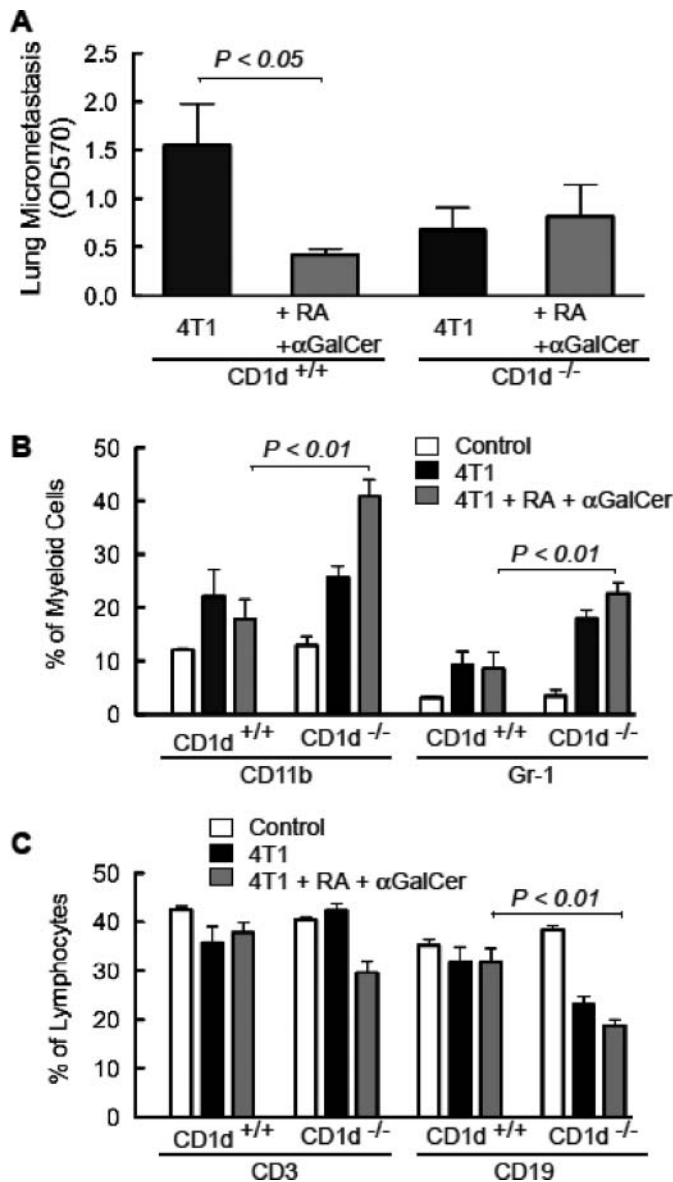 A
P < 0.05
Lung Micrometastasis
(OD570)
2.5
2.0
1.5
1.0
0.5
0.0
4T1
+ RA
+αGalCer
4T1
+ RA
+αGalCer
CD1d +/+
CD1d -/-
B
P < 0.01
Control
4T1
4T1 + RA + αGalCer
P < 0.01
% of Myeloid Cells
50
40
30
20
10
0
CD1d +/+
CD1d -/-
CD1d +/+
CD1d -/-
CD11b
Gr-1
C
Control
4T1
4T1 + RA + αGalCer
P < 0.01
% of Lymphocytes
50
40
30
20
10
0
CD1d +/+
CD1d -/-
CD1d +/+
CD1d -/-
CD3
CD19